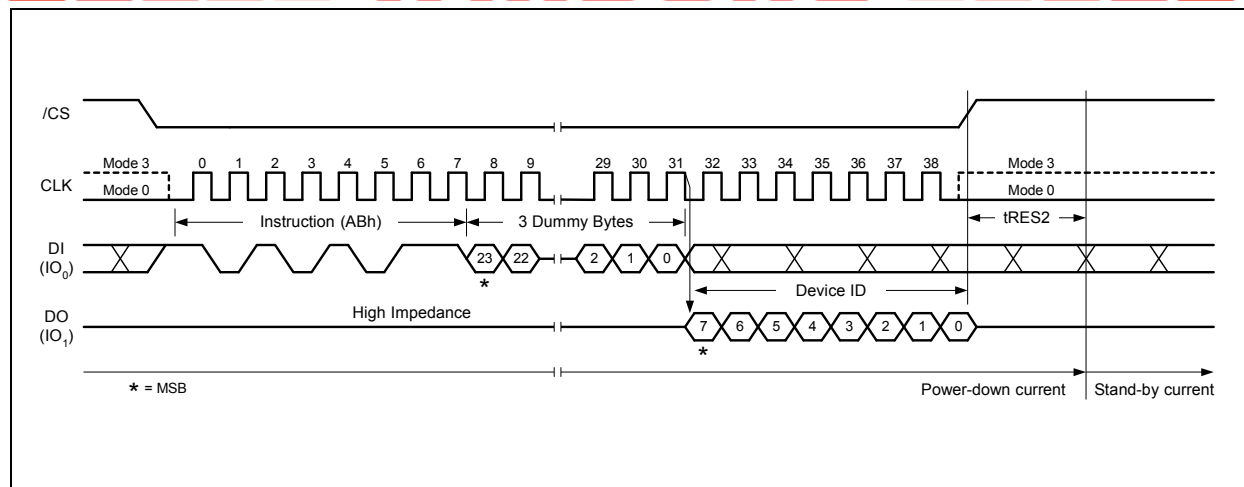 /CS
Mode 3 0 1 2 3 4 5 6 7 8 9 29 30 31 32 33 34 35 36 37 38 Mode 3
CLK Mode 0 Mode 0
Instruction (ABh) 3 Dummy Bytes tRES2
DI
(IO0) 23 22 2 1 0
*
Device ID
High Impedance
DO
(IO1) 7 6 5 4 3 2 1 0
*
* = MSB Power-down current Stand-by current